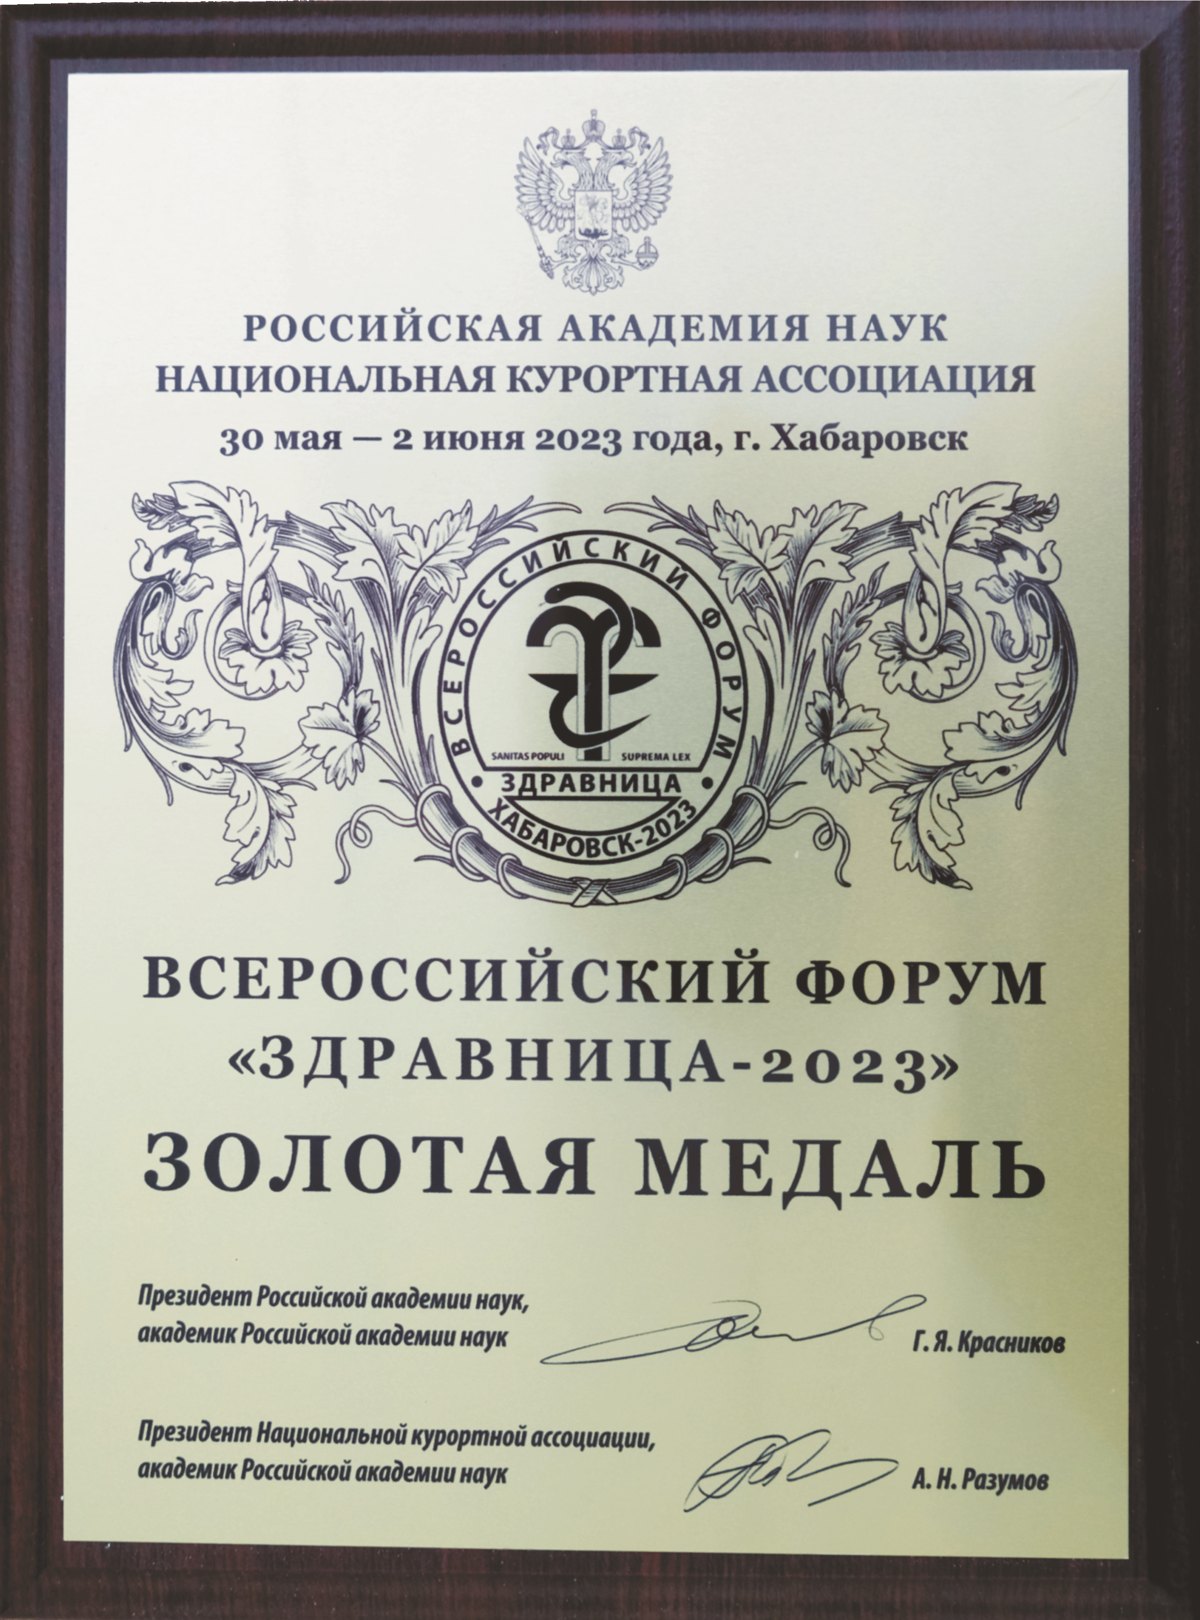 РОССИЙСКАЯ АКАДЕМИЯ НАУК
НАЦИОНАЛЬНАЯ КУРОРТНАЯ АССОЦИАЦИЯ
30 мая — 2 июня 2023 года, г. Хабаровск
ВСЕРОССИЙСКИЙ ФОРУМ
SANITAS POPULI SUPREMA LEX
• ЗДРАВНИЦА •
ХАБАРОВСК-2023
ВСЕРОССИЙСКИЙ ФОРУМ
«ЗДРАВНИЦА-2023»
ЗОЛОТАЯ МЕДАЛЬ
Президент Российской академии наук,
академик Российской академии наук Г. Я. Красников
Президент Национальной курортной ассоциации,
академик Российской академии наук А. Н. Разумов